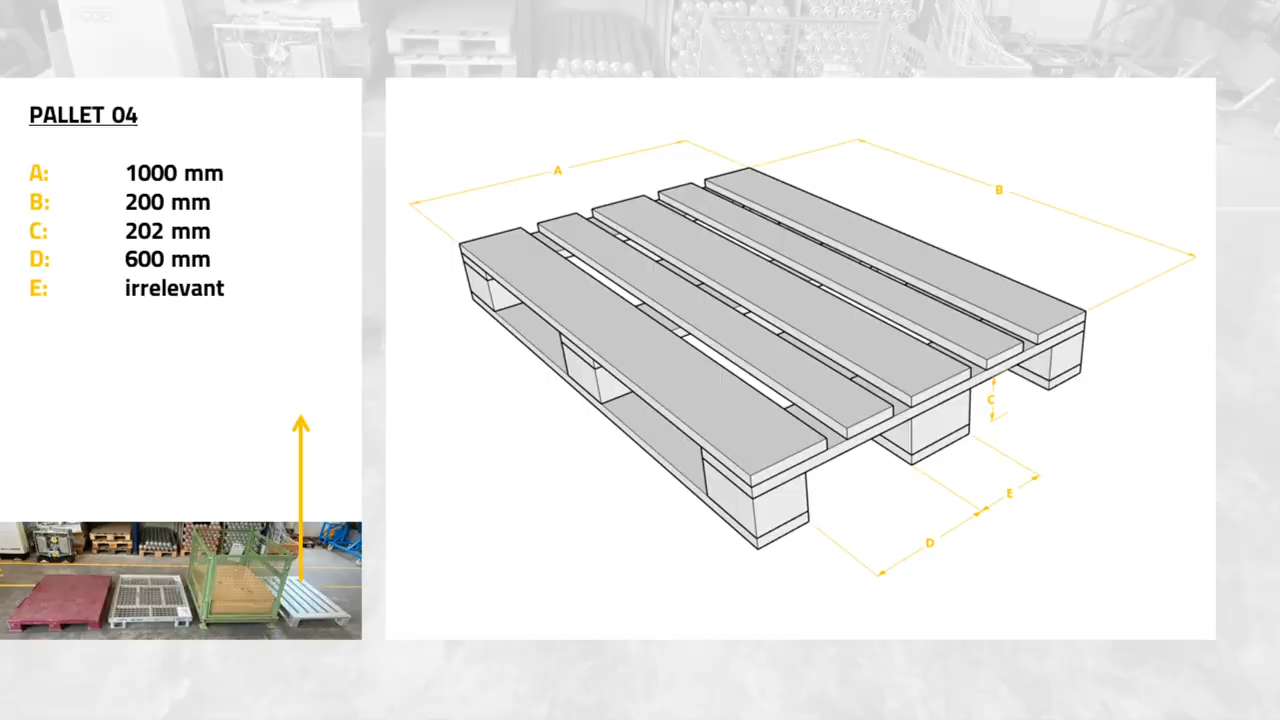 PALLET 04
A: 1000 mm
B: 200 mm
C: 202 mm
D: 600 mm
E: irrelevant
A
B
C
E
D